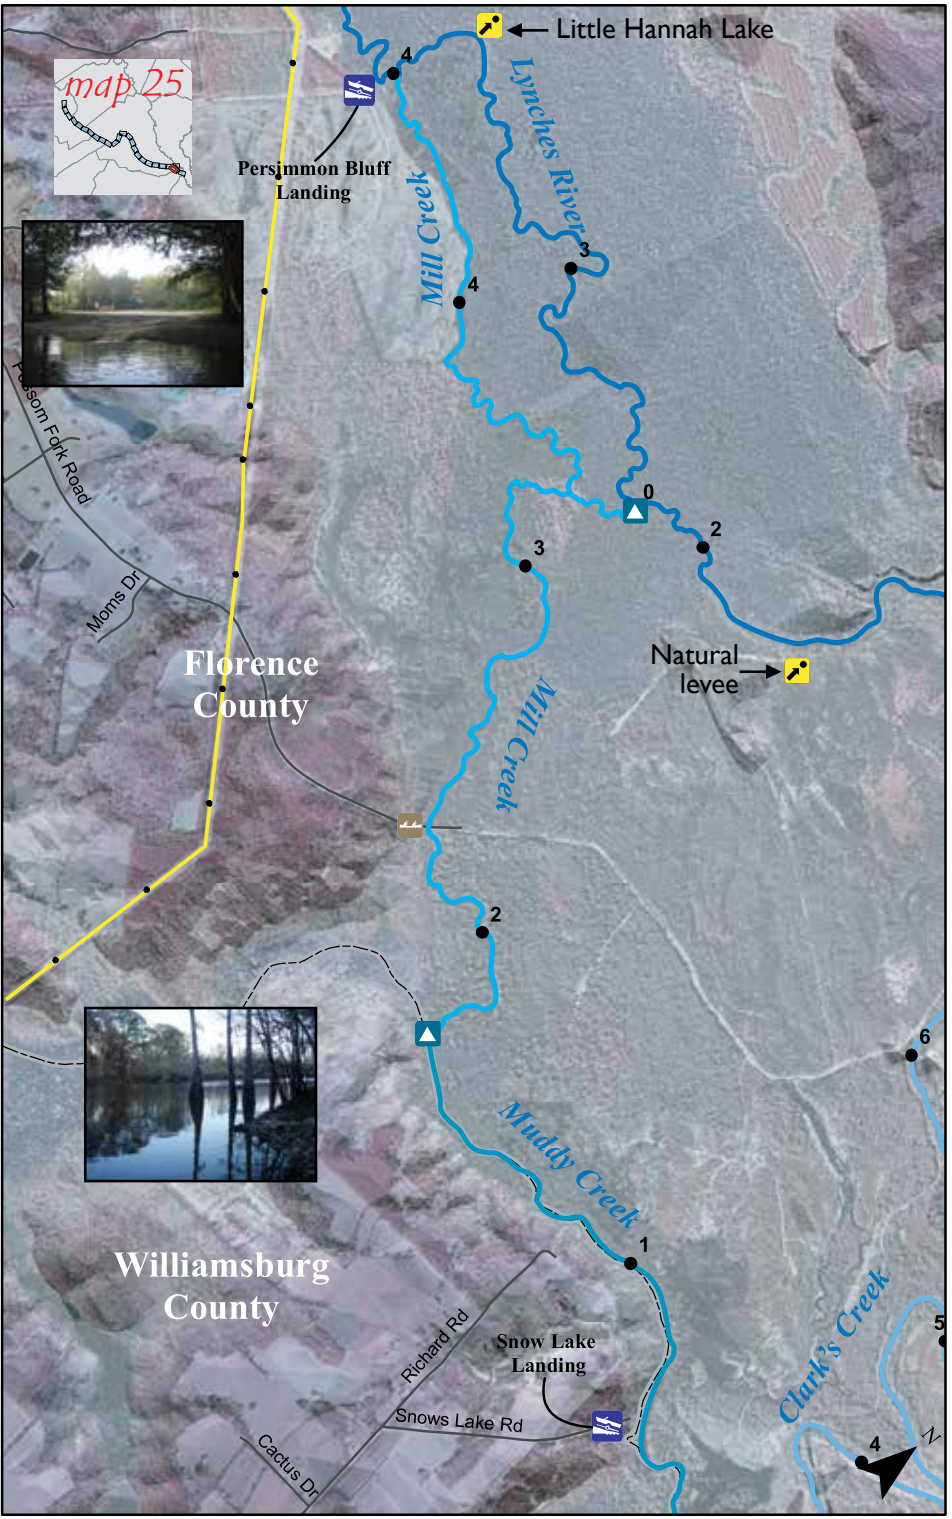 Little Hannah Lake
4
map 25
Lynches River
Persimmon Bluff
Landing
Mill Creek
3
4
Possom Fork Road
0
2
3
Moms Dr
Natural
levee
Florence
County
Mill Creek
2
6
Muddy Creek
1
Williamsburg
County
Clark's Creek
5
Richard Rd
Snow Lake
Landing
Snows Lake Rd
Cactus Dr
4
N